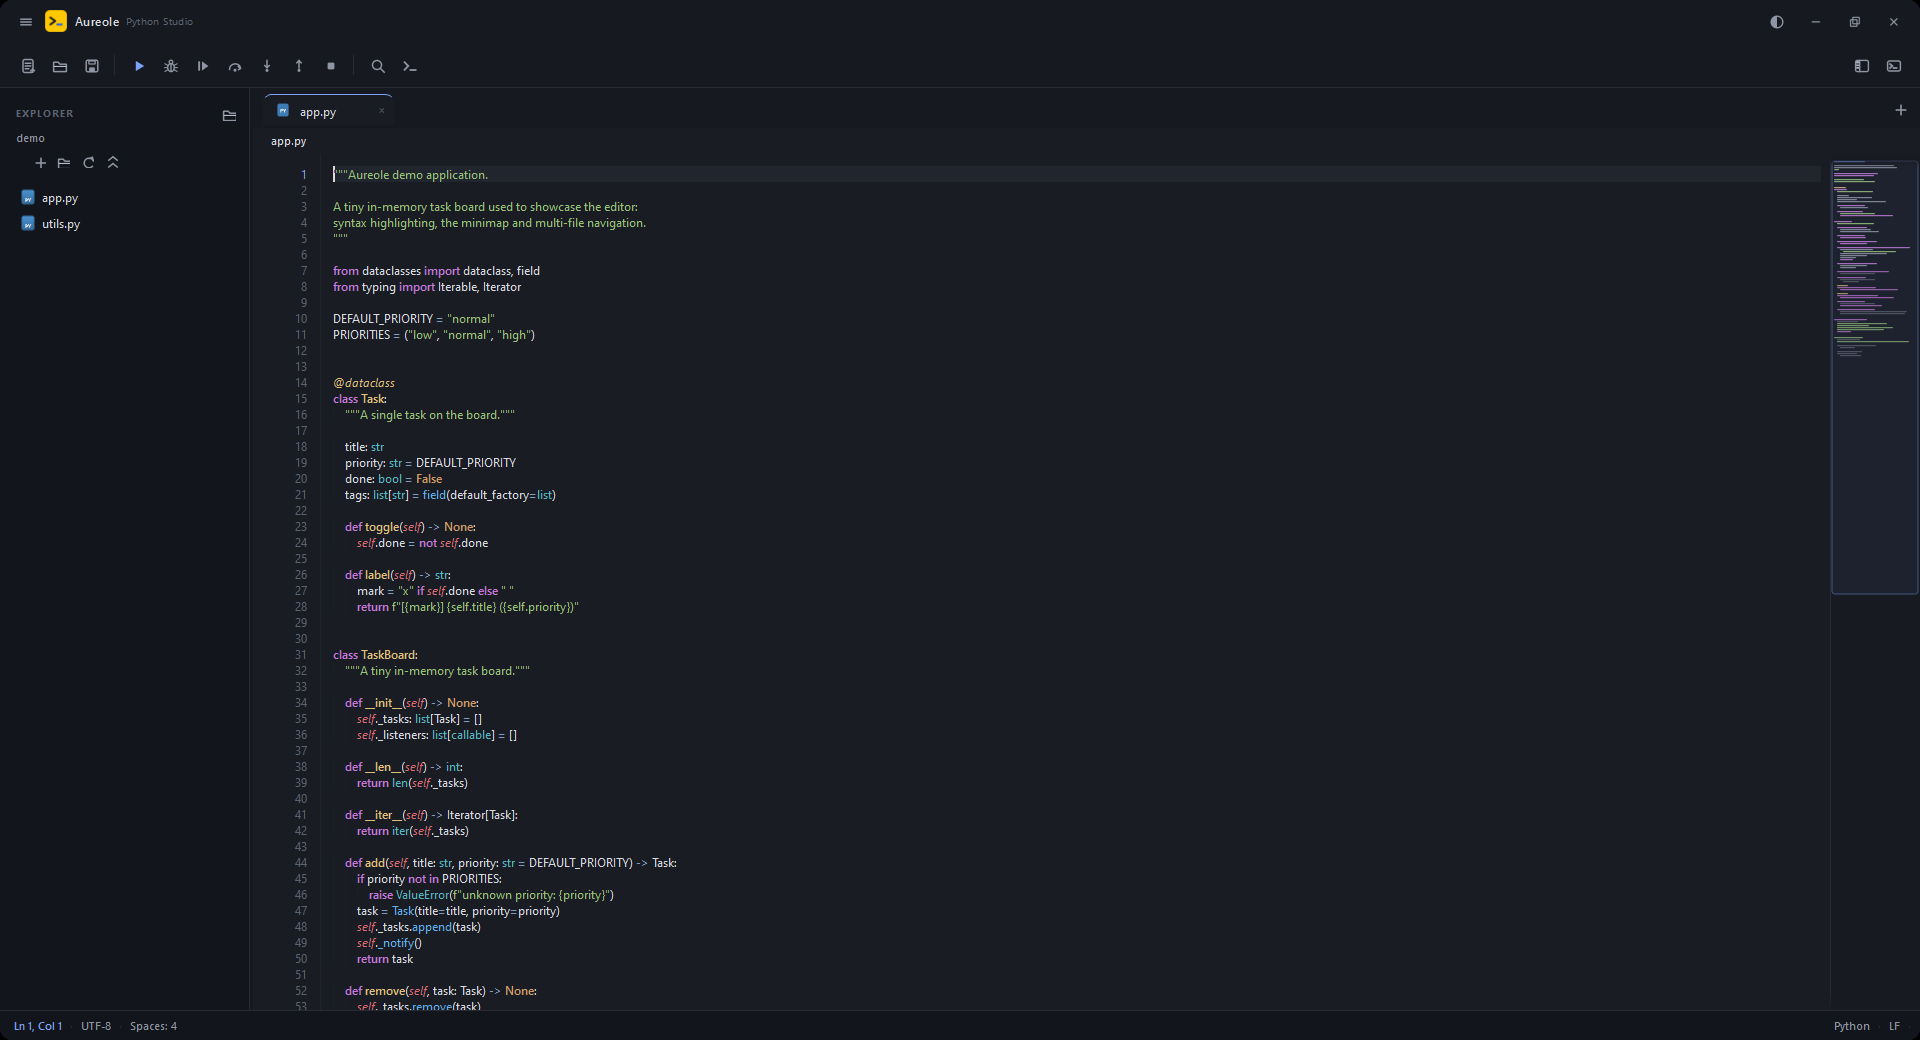 Aureole Python Studio
EXPLORER
demo
app.py
utils.py
app.py
app.py
1 """Aureole demo application.
2
3 A tiny in-memory task board used to showcase the editor:
4 syntax highlighting, the minimap and multi-file navigation.
5 """
6
7 from dataclasses import dataclass, field
8 from typing import Iterable, Iterator
9
10 DEFAULT_PRIORITY = "normal"
11 PRIORITIES = ("low", "normal", "high")
12
13
14 @dataclass
15 class Task:
16 """A single task on the board."""
17
18 title: str
19 priority: str = DEFAULT_PRIORITY
20 done: bool = False
21 tags: list[str] = field(default_factory=list)
22
23 def toggle(self) -> None:
24 self.done = not self.done
25
26 def label(self) -> str:
27 mark = "x" if self.done else " "
28 return f"[{mark}] {self.title} ({self.priority})"
29
30
31 class TaskBoard:
32 """A tiny in-memory task board."""
33
34 def __init__(self) -> None:
35 self._tasks: list[Task] = []
36 self._listeners: list[callable] = []
37
38 def __len__(self) -> int:
39 return len(self._tasks)
40
41 def __iter__(self) -> Iterator[Task]:
42 return iter(self._tasks)
43
44 def add(self, title: str, priority: str = DEFAULT_PRIORITY) -> Task:
45 if priority not in PRIORITIES:
46 raise ValueError(f"unknown priority: {priority}")
47 task = Task(title=title, priority=priority)
48 self._tasks.append(task)
49 self._notify()
50 return task
51
52 def remove(self, task: Task) -> None:
53 self._tasks.remove(task)
Ln 1, Col 1 · UTF-8 · Spaces: 4
Python · LF